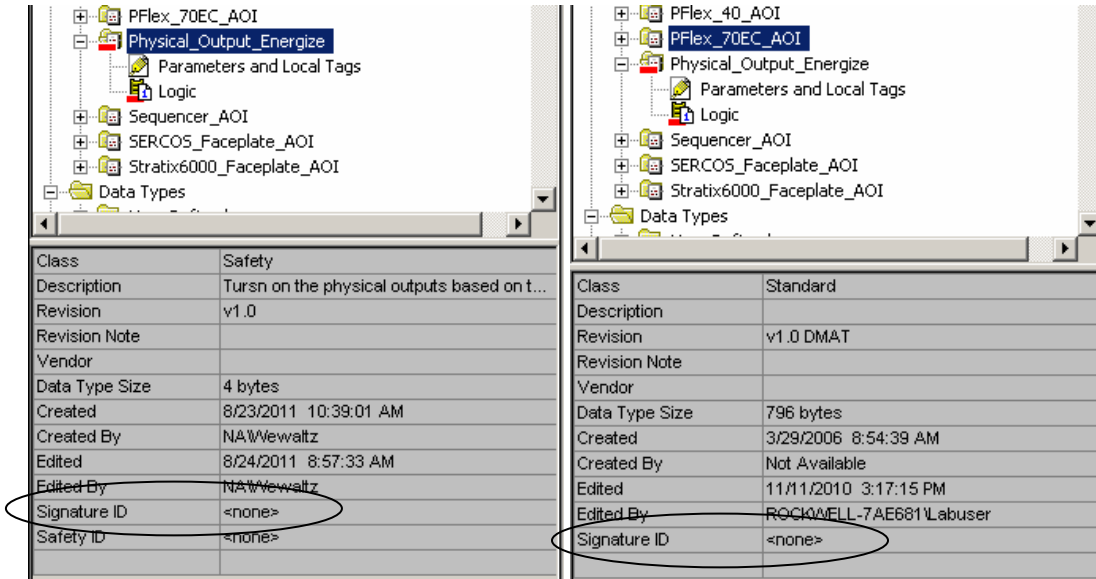 PFlex_70EC_AOI
Physical_Output_Energize
Parameters and Local Tags
Logic
Sequencer_AOI
SERCOS_Faceplate_AOI
Stratix6000_Faceplate_AOI
Data Types
Class Safety
Description Tursn on the physical outputs based on t...
Revision v1.0
Revision Note
Vendor
Data Type Size 4 bytes
Created 8/23/2011 10:39:01 AM
Created By NA\Wewaltz
Edited 8/24/2011 8:57:33 AM
Edited By NA\Wewaltz
Signature ID <none>
Safety ID <none>
PFlex_40_AOI
PFlex_70EC_AOI
Physical_Output_Energize
Parameters and Local Tags
Logic
Sequencer_AOI
SERCOS_Faceplate_AOI
Stratix6000_Faceplate_AOI
Data Types
Class Standard
Description
Revision v1.0 DMAT
Revision Note
Vendor
Data Type Size 796 bytes
Created 3/29/2006 8:54:39 AM
Created By Not Available
Edited 11/11/2010 3:17:15 PM
Edited By ROCKWELL-7AE681\Labuser
Signature ID <none>